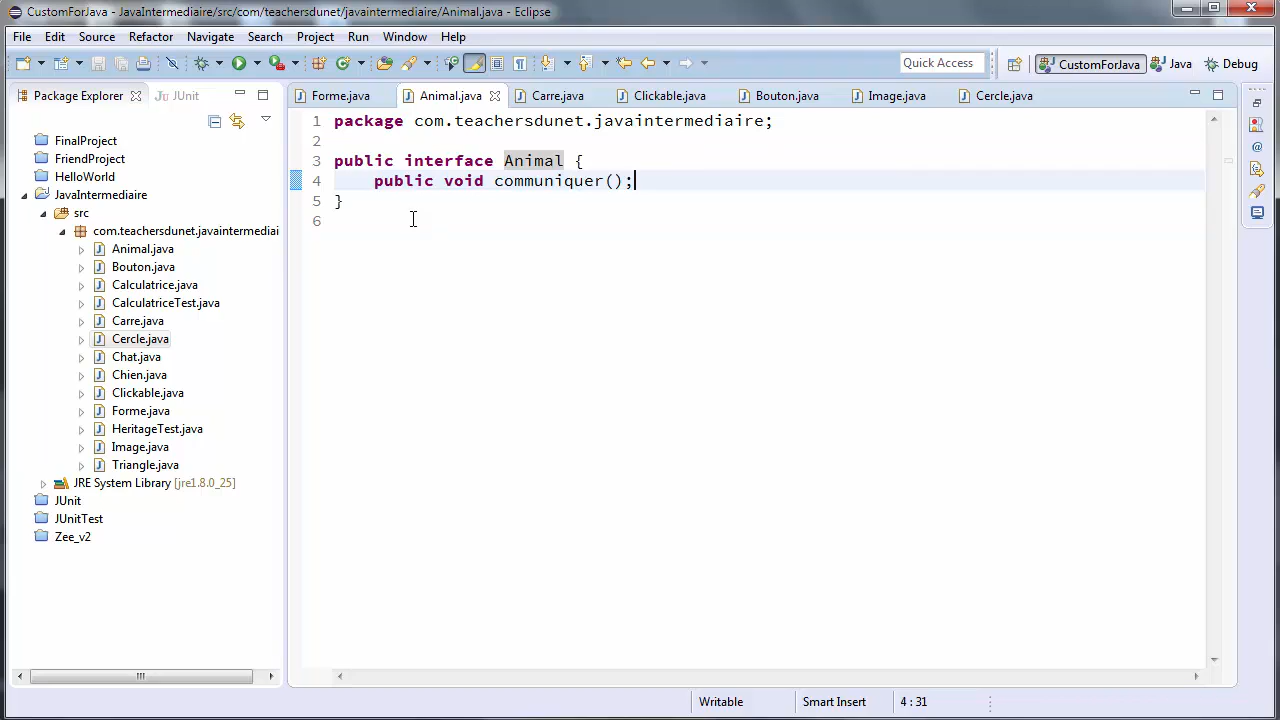 CustomForJava - JavaIntermediaire/src/com/teachersdunet/javaintermediaire/Animal.java - Eclipse
File Edit Source Refactor Navigate Search Project Run Window Help
Quick Access
CustomForJava
Java
Debug
Package Explorer
JUnit
Forme.java
Animal.java
Carre.java
Clickable.java
Bouton.java
Image.java
Cercle.java
FinalProject
FriendProject
HelloWorld
JavaIntermediaire
src
com.teachersdunet.javaintermediai
Animal.java
Bouton.java
Calculatrice.java
CalculatriceTest.java
Carre.java
Cercle.java
Chat.java
Chien.java
Clickable.java
Forme.java
HeritageTest.java
Image.java
Triangle.java
JRE System Library [jre1.8.0_25]
JUnit
JUnitTest
Zee_v2
1 package com.teachersdunet.javaintermediaire;
2
3 public interface Animal {
4 public void communiquer();
5 }
6
Writable
Smart Insert
4 : 31